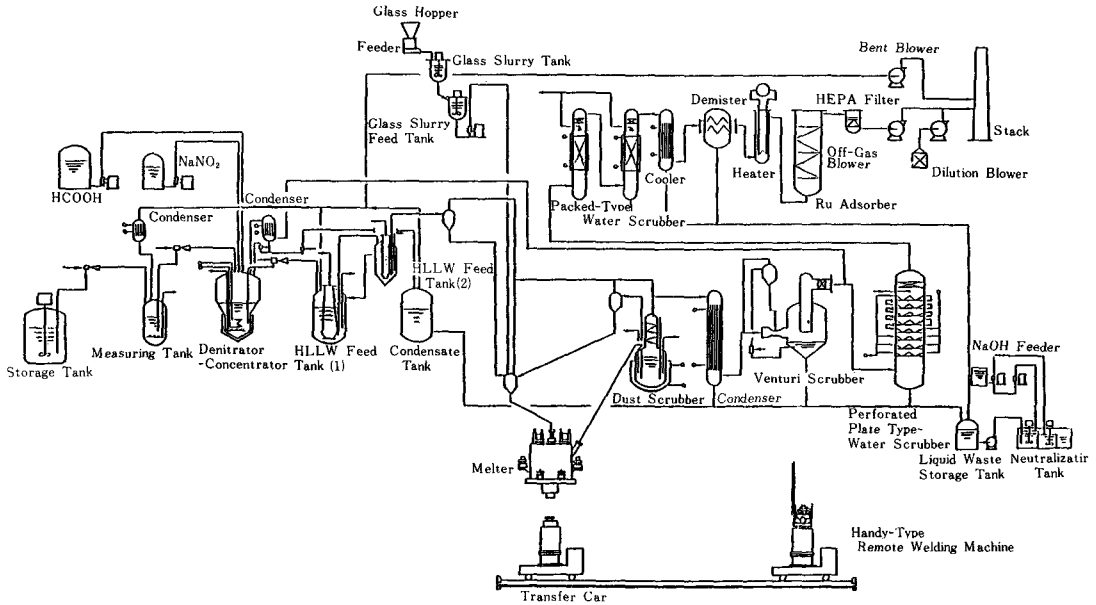 Glass Hopper
Feeder
Glass Slurry Tank
Glass Slurry
Feed Tank
Bent Blower
HEPA Filter
Demister
Stack
Off-Gas
Blower
Dilution Blower
Heater
Cooler
Ru Adsorber
Packed-Type
Water Scrubber
HCOOH
NaNO₂
Condenser
Condenser
HLLW Feed
Tank(2)
Storage Tank
Measuring Tank
Denitrator
-Concentrator
HLLW Feed
Tank (1)
Condensate
Tank
Dust Scrubber
Condenser
Venturi Scrubber
NaOH Feeder
Perforated
Plate Type-
Water Scrubber
Liquid Waste
Storage Tank
Neutralizatir
Tank
Melter
Handy-Type
Remote Welding Machine
Transfer Car